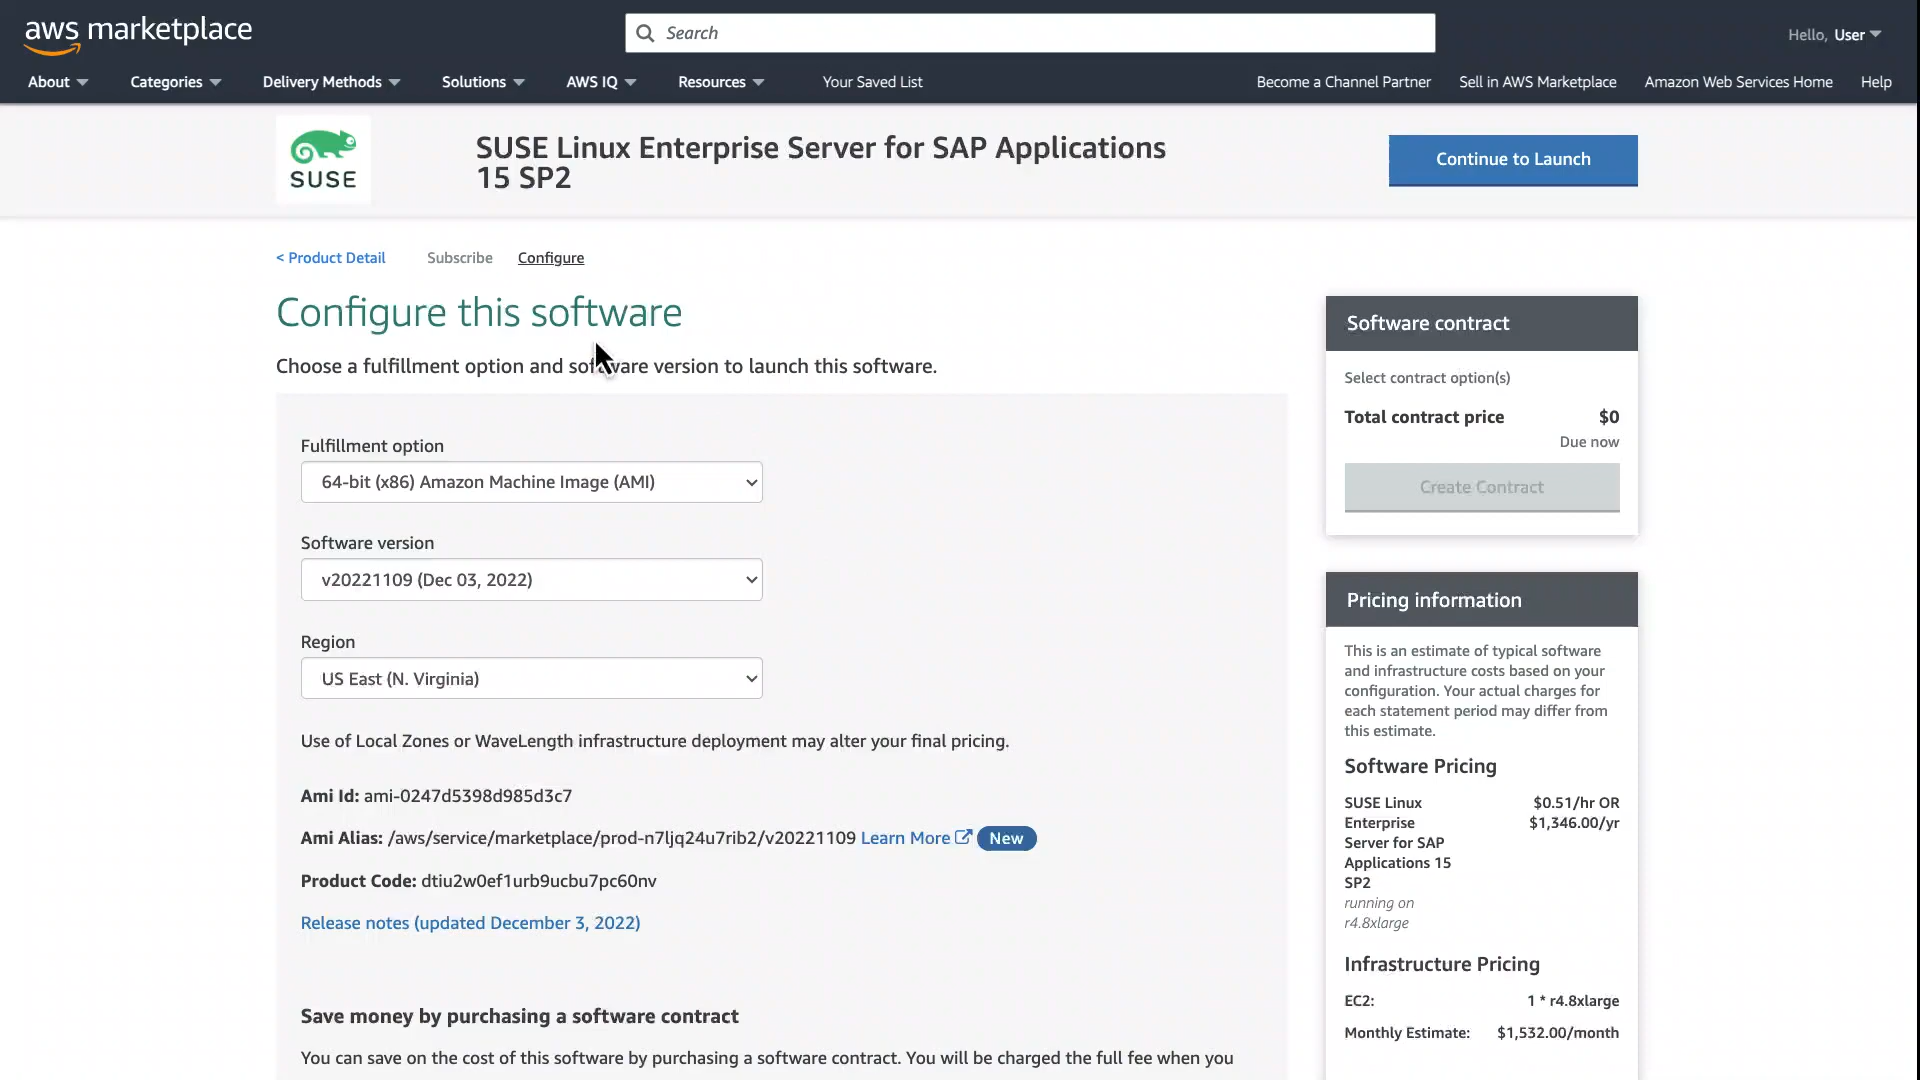 aws marketplace
Search
Hello, User
About
Categories
Delivery Methods
Solutions
AWS IQ
Resources
Your Saved List
Become a Channel Partner
Sell in AWS Marketplace
Amazon Web Services Home
Help
SUSE
SUSE Linux Enterprise Server for SAP Applications
15 SP2
Continue to Launch
< Product Detail
Subscribe
Configure
Configure this software
Choose a fulfillment option and software version to launch this software.
Fulfillment option
64-bit (x86) Amazon Machine Image (AMI)
Software version
v20221109 (Dec 03, 2022)
Region
US East (N. Virginia)
Use of Local Zones or WaveLength infrastructure deployment may alter your final pricing.
Ami Id: ami-0247d5398d985d3c7
Ami Alias: /aws/service/marketplace/prod-n7ljq24u7rib2/v20221109 Learn More New
Product Code: dtiu2w0ef1urb9ucbu7pc60nv
Release notes (updated December 3, 2022)
Save money by purchasing a software contract
You can save on the cost of this software by purchasing a software contract. You will be charged the full fee when you
Software contract
Select contract option(s)
Total contract price $0
Due now
Create Contract
Pricing information
This is an estimate of typical software
and infrastructure costs based on your
configuration. Your actual charges for
each statement period may differ from
this estimate.
Software Pricing
SUSE Linux $0.51/hr OR
Enterprise $1,346.00/yr
Server for SAP
Applications 15
SP2
running on
r4.8xlarge
Infrastructure Pricing
EC2: 1 * r4.8xlarge
Monthly Estimate: $1,532.00/month